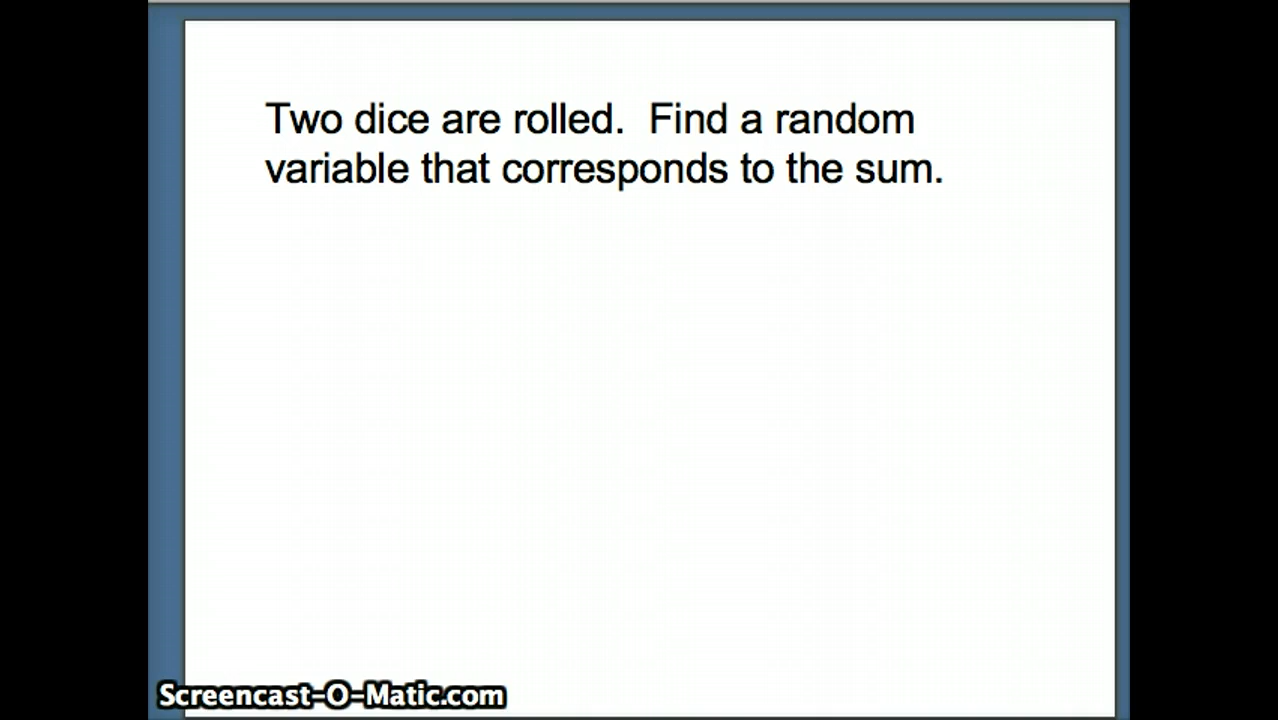 Two dice are rolled.  Find a random
variable that corresponds to the sum.
Screencast-O-Matic.com